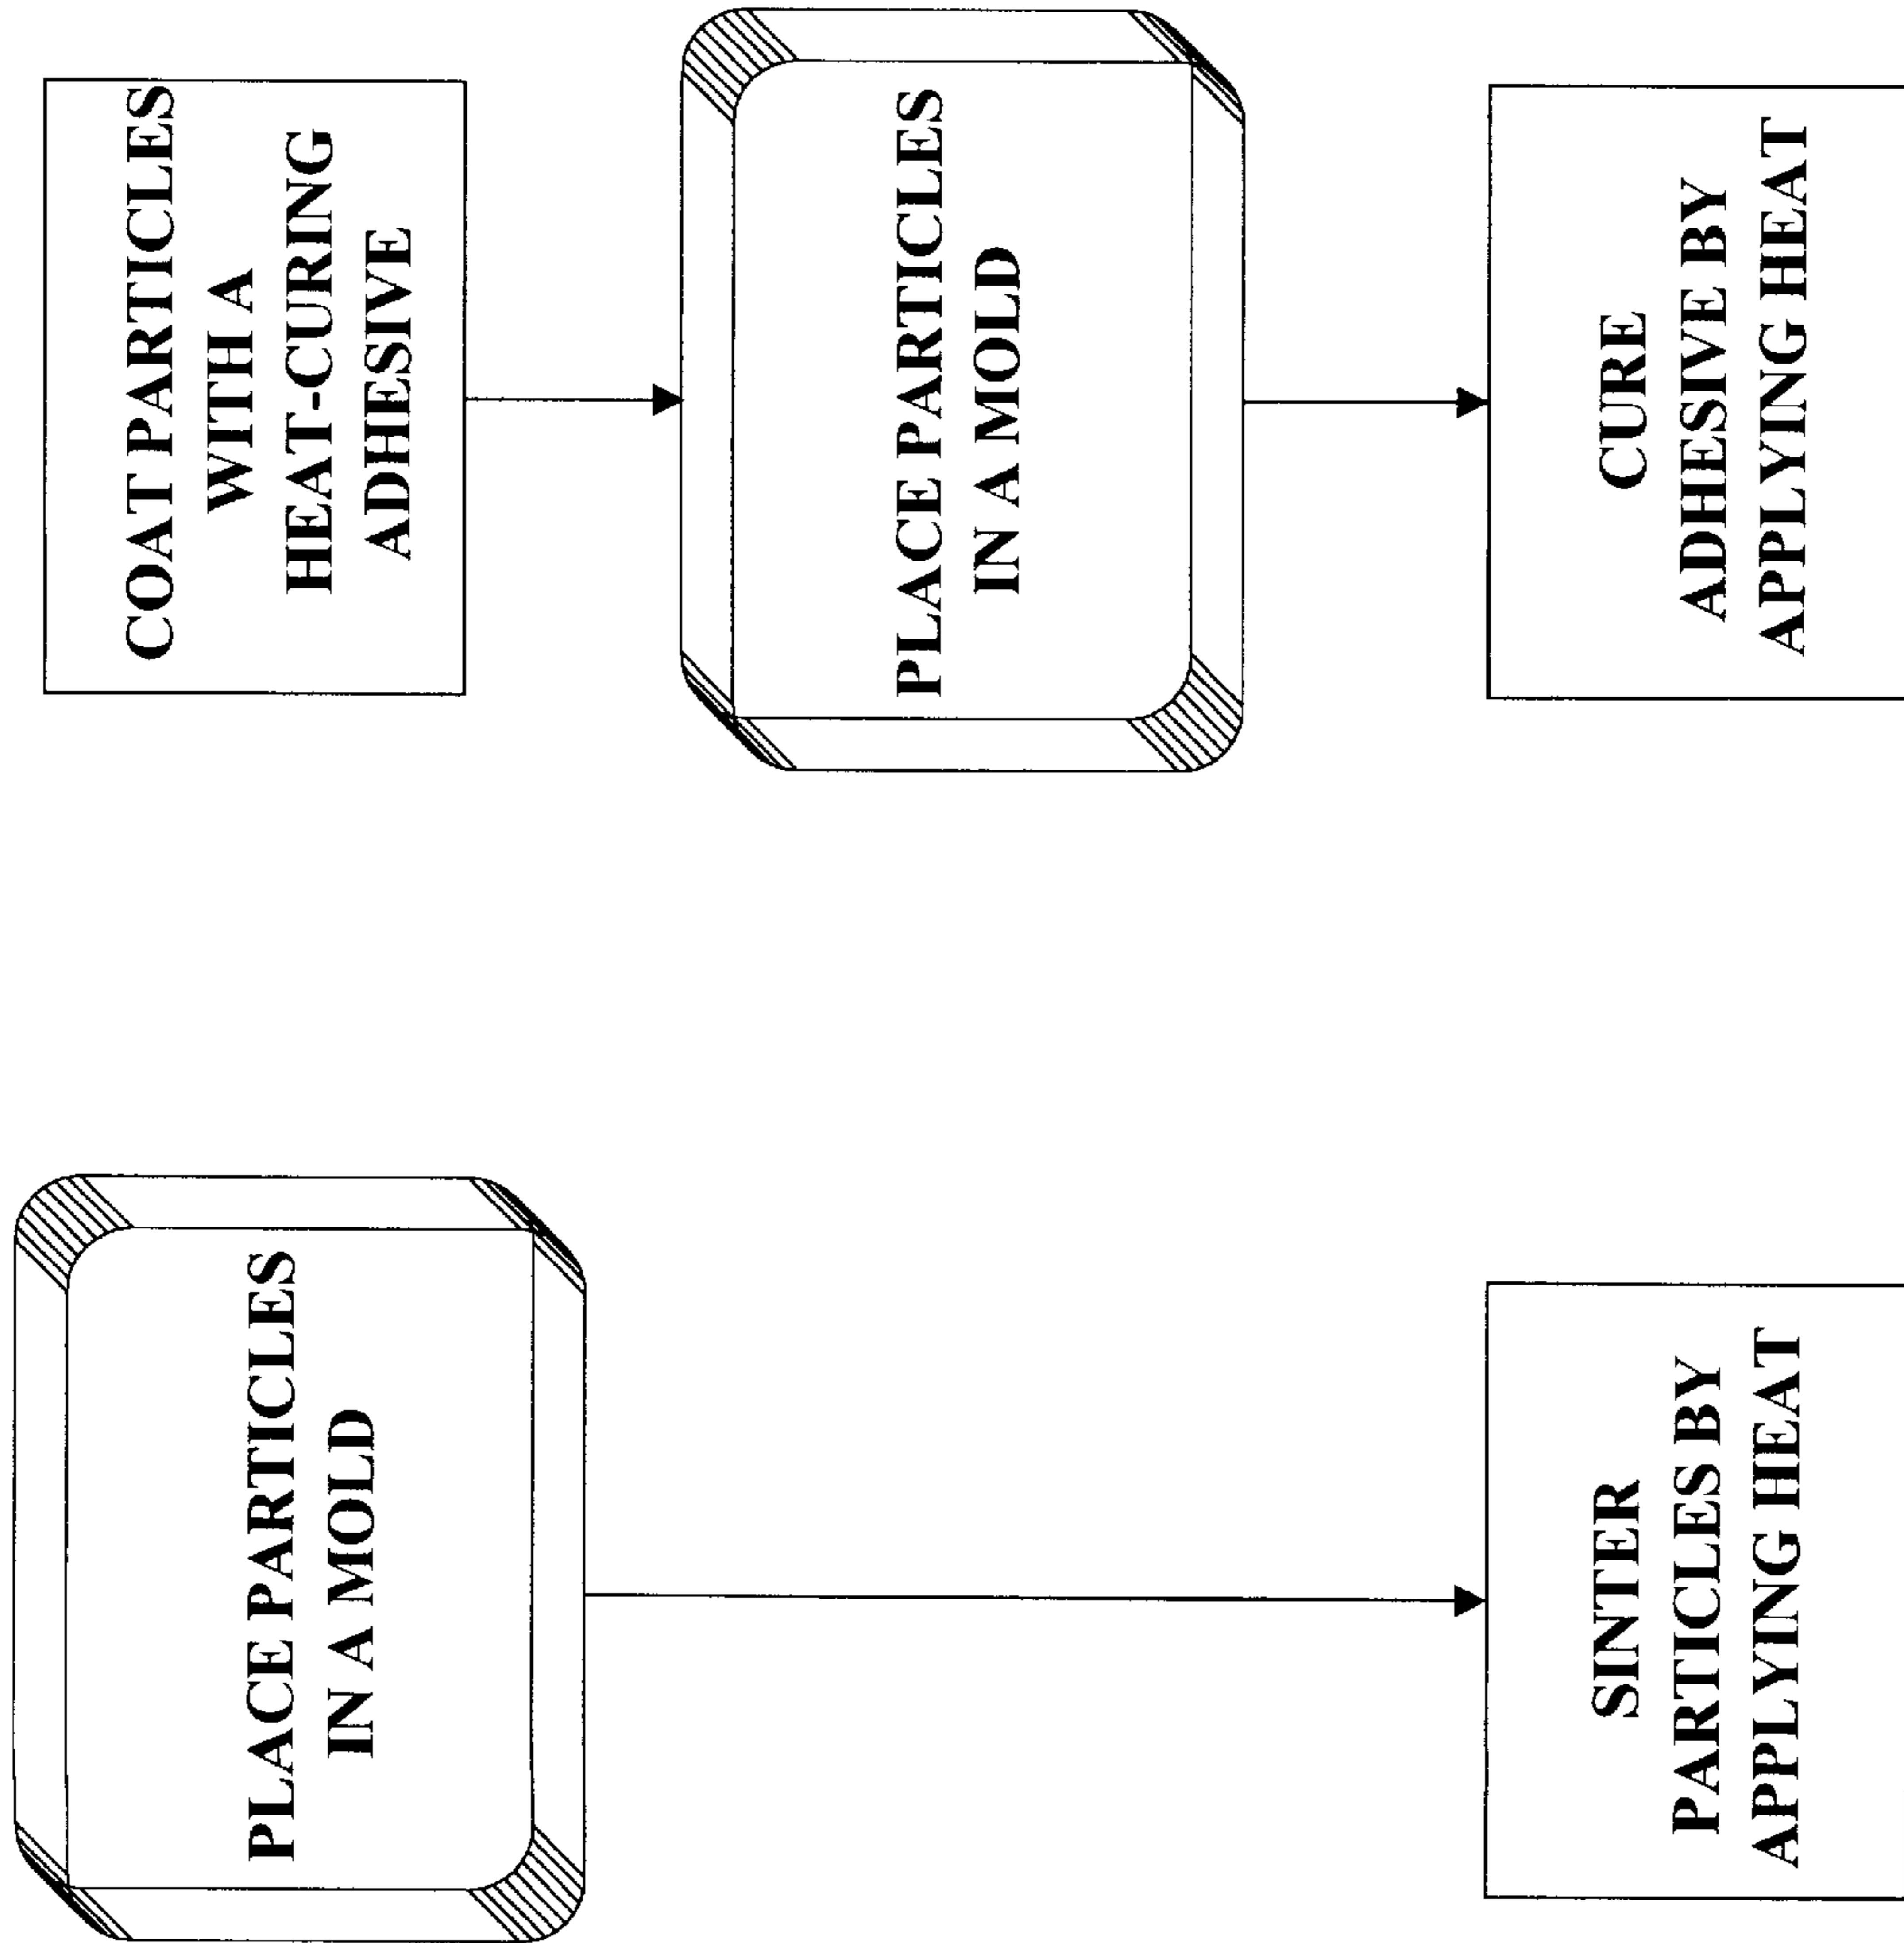 PLACE PARTICLES
IN A MOLD
SINTER
PARTICLES BY
APPLYING HEAT
COAT PARTICLES
WITH A
HEAT-CURING
ADHESIVE
PLACE PARTICLES
IN A MOLD
CURE
ADHESIVE BY
APPLYING HEAT